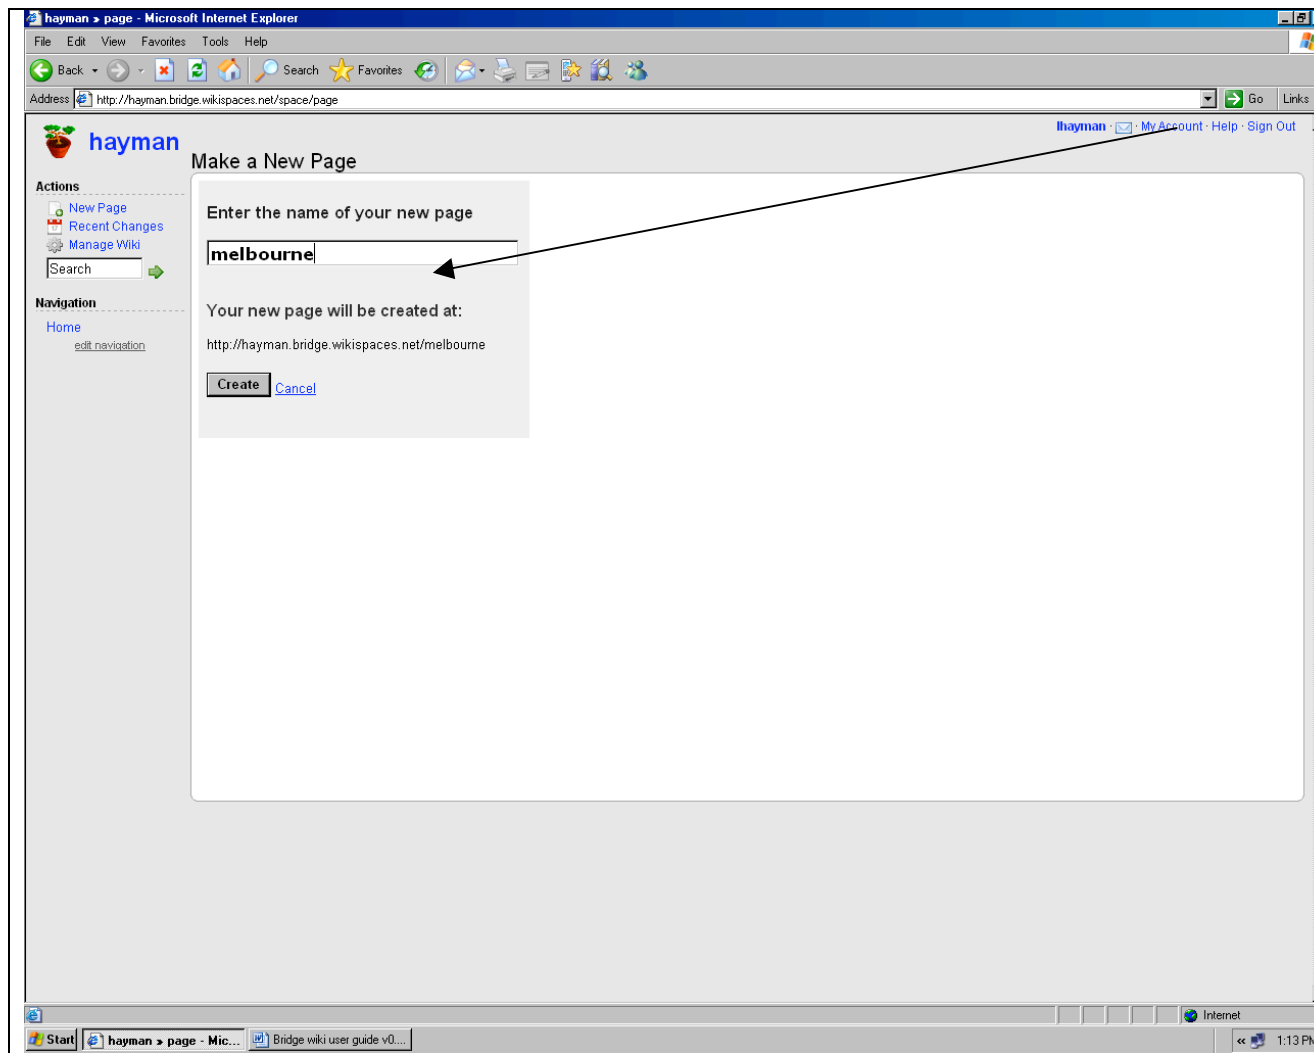 hayman » page - Microsoft Internet Explorer
File Edit View Favorites Tools Help
Back Search Favorites
Address http://hayman.bridge.wikispaces.net/space/page Go Links
lhayman · My Account · Help · Sign Out
hayman
Make a New Page
Actions
New Page
Recent Changes
Manage Wiki
Search
Navigation
Home
edit navigation
Enter the name of your new page
melbourne
Your new page will be created at:
http://hayman.bridge.wikispaces.net/melbourne
Create Cancel
Internet
Start hayman » page - Mic... Bridge wiki user guide v0.... « 1:13 PM